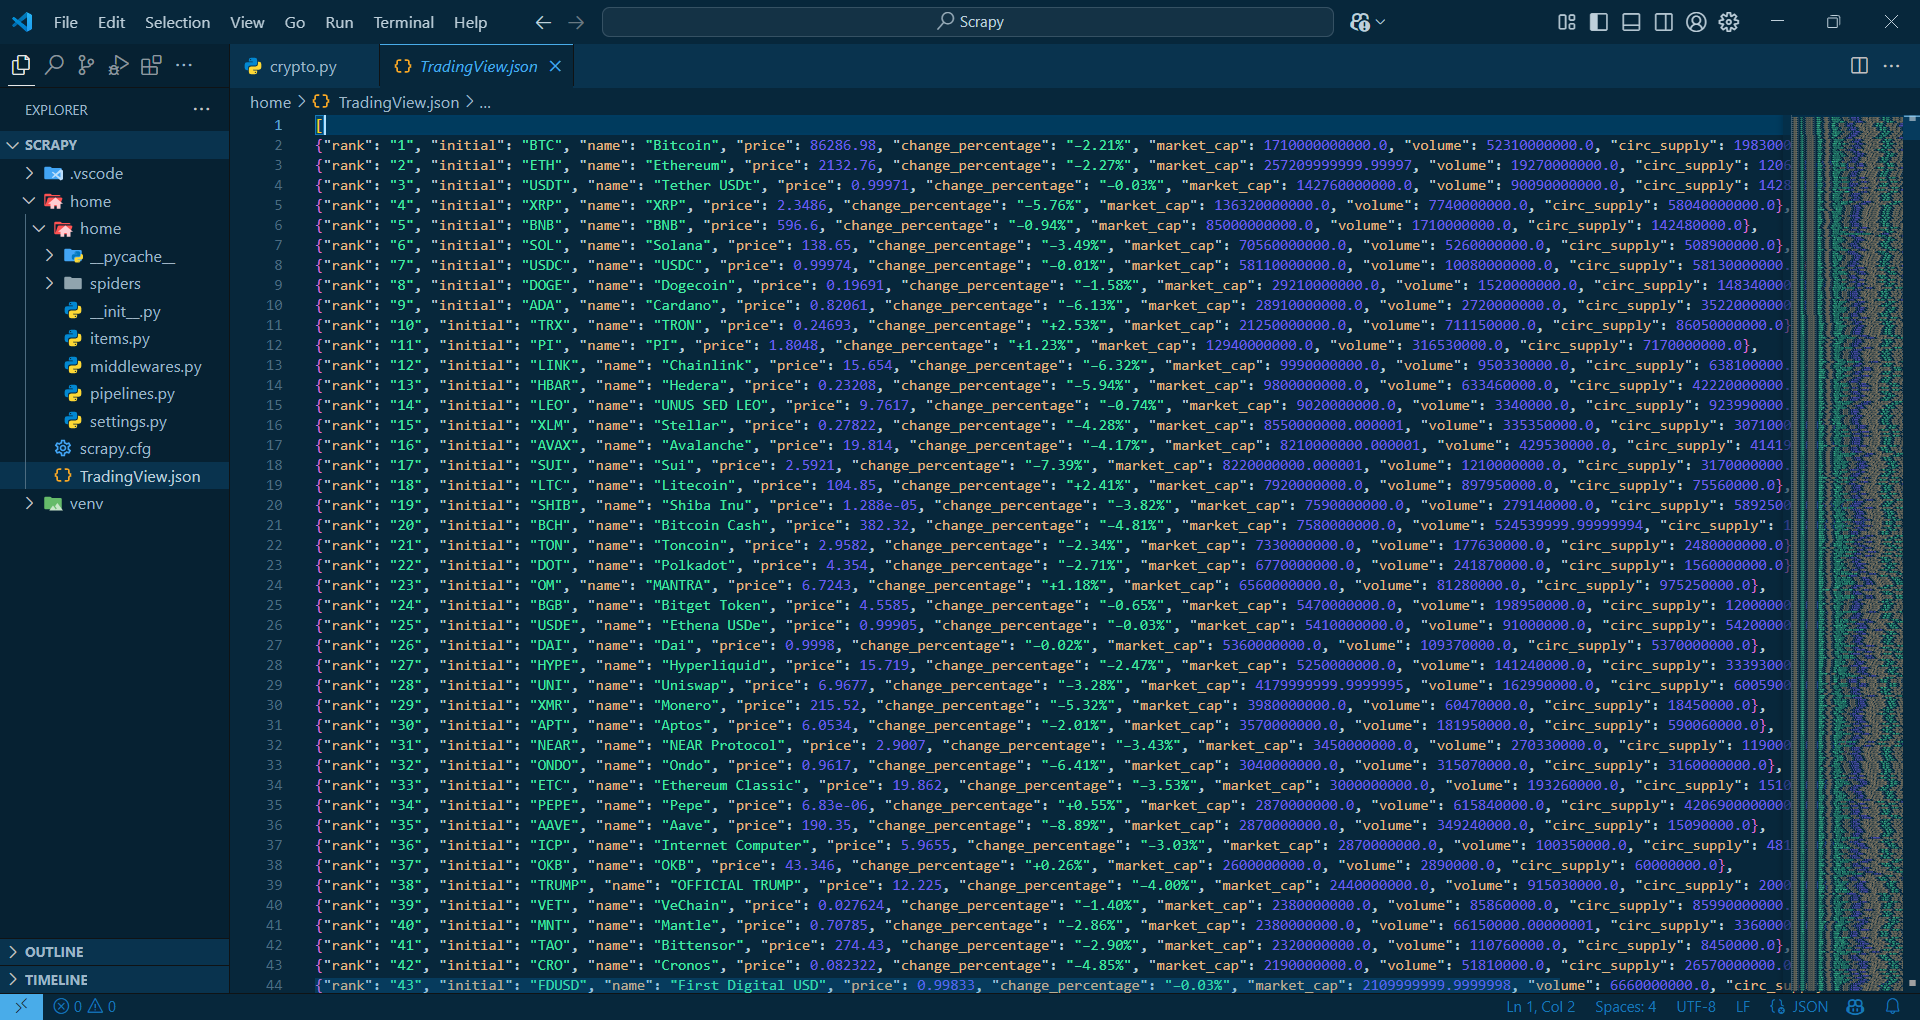 File Edit Selection View Go Run Terminal Help
Scrapy
EXPLORER
SCRAPY
.vscode
home
home
__pycache__
spiders
__init__.py
items.py
middlewares.py
pipelines.py
settings.py
scrapy.cfg
TradingView.json
venv
OUTLINE
TIMELINE
crypto.py
TradingView.json
home > TradingView.json > ...
1 [
2 {"rank": "1", "initial": "BTC", "name": "Bitcoin", "price": 86286.98, "change_percentage": "−2.21%", "market_cap": 1710000000000.0, "volume": 52310000000.0, "circ_supply": 1983000
3 {"rank": "2", "initial": "ETH", "name": "Ethereum", "price": 2132.76, "change_percentage": "−2.27%", "market_cap": 257209999999.99997, "volume": 19270000000.0, "circ_supply": 1206
4 {"rank": "3", "initial": "USDT", "name": "Tether USDt", "price": 0.99971, "change_percentage": "−0.03%", "market_cap": 142760000000.0, "volume": 90090000000.0, "circ_supply": 1428
5 {"rank": "4", "initial": "XRP", "name": "XRP", "price": 2.3486, "change_percentage": "−5.76%", "market_cap": 136320000000.0, "volume": 7740000000.0, "circ_supply": 58040000000.0},
6 {"rank": "5", "initial": "BNB", "name": "BNB", "price": 596.6, "change_percentage": "−0.94%", "market_cap": 85000000000.0, "volume": 1710000000.0, "circ_supply": 142480000.0},
7 {"rank": "6", "initial": "SOL", "name": "Solana", "price": 138.65, "change_percentage": "−3.49%", "market_cap": 70560000000.0, "volume": 5260000000.0, "circ_supply": 508900000.0},
8 {"rank": "7", "initial": "USDC", "name": "USDC", "price": 0.99974, "change_percentage": "−0.01%", "market_cap": 58110000000.0, "volume": 10080000000.0, "circ_supply": 58130000000.
9 {"rank": "8", "initial": "DOGE", "name": "Dogecoin", "price": 0.19691, "change_percentage": "−1.58%", "market_cap": 29210000000.0, "volume": 1520000000.0, "circ_supply": 148340000
10 {"rank": "9", "initial": "ADA", "name": "Cardano", "price": 0.82061, "change_percentage": "−6.13%", "market_cap": 28910000000.0, "volume": 2720000000.0, "circ_supply": 35220000000
11 {"rank": "10", "initial": "TRX", "name": "TRON", "price": 0.24693, "change_percentage": "+2.53%", "market_cap": 21250000000.0, "volume": 711150000.0, "circ_supply": 86050000000.0}
12 {"rank": "11", "initial": "PI", "name": "PI", "price": 1.8048, "change_percentage": "+1.23%", "market_cap": 12940000000.0, "volume": 316530000.0, "circ_supply": 7170000000.0},
13 {"rank": "12", "initial": "LINK", "name": "Chainlink", "price": 15.654, "change_percentage": "−6.32%", "market_cap": 9990000000.0, "volume": 950330000.0, "circ_supply": 638100000.
14 {"rank": "13", "initial": "HBAR", "name": "Hedera", "price": 0.23208, "change_percentage": "−5.94%", "market_cap": 9800000000.0, "volume": 633460000.0, "circ_supply": 42220000000.
15 {"rank": "14", "initial": "LEO", "name": "UNUS SED LEO", "price": 9.7617, "change_percentage": "−0.74%", "market_cap": 9020000000.0, "volume": 3340000.0, "circ_supply": 923990000.
16 {"rank": "15", "initial": "XLM", "name": "Stellar", "price": 0.27822, "change_percentage": "−4.28%", "market_cap": 8550000000.000001, "volume": 335350000.0, "circ_supply": 3071000
17 {"rank": "16", "initial": "AVAX", "name": "Avalanche", "price": 19.814, "change_percentage": "−4.17%", "market_cap": 8210000000.000001, "volume": 429530000.0, "circ_supply": 41419
18 {"rank": "17", "initial": "SUI", "name": "Sui", "price": 2.5921, "change_percentage": "−7.39%", "market_cap": 8220000000.000001, "volume": 1210000000.0, "circ_supply": 3170000000.
19 {"rank": "18", "initial": "LTC", "name": "Litecoin", "price": 104.85, "change_percentage": "+2.41%", "market_cap": 7920000000.0, "volume": 897950000.0, "circ_supply": 75560000.0},
20 {"rank": "19", "initial": "SHIB", "name": "Shiba Inu", "price": 1.288e-05, "change_percentage": "−3.82%", "market_cap": 7590000000.0, "volume": 279140000.0, "circ_supply": 5892500
21 {"rank": "20", "initial": "BCH", "name": "Bitcoin Cash", "price": 382.32, "change_percentage": "−4.81%", "market_cap": 7580000000.0, "volume": 524539999.99999994, "circ_supply": 1
22 {"rank": "21", "initial": "TON", "name": "Toncoin", "price": 2.9582, "change_percentage": "−2.34%", "market_cap": 7330000000.0, "volume": 177630000.0, "circ_supply": 2480000000.0}
23 {"rank": "22", "initial": "DOT", "name": "Polkadot", "price": 4.354, "change_percentage": "−2.71%", "market_cap": 6770000000.0, "volume": 241870000.0, "circ_supply": 1560000000.0}
24 {"rank": "23", "initial": "OM", "name": "MANTRA", "price": 6.7243, "change_percentage": "+1.18%", "market_cap": 6560000000.0, "volume": 81280000.0, "circ_supply": 975250000.0},
25 {"rank": "24", "initial": "BGB", "name": "Bitget Token", "price": 4.5585, "change_percentage": "−0.65%", "market_cap": 5470000000.0, "volume": 198950000.0, "circ_supply": 12000000
26 {"rank": "25", "initial": "USDE", "name": "Ethena USDe", "price": 0.99905, "change_percentage": "−0.03%", "market_cap": 5410000000.0, "volume": 91000000.0, "circ_supply": 54200000
27 {"rank": "26", "initial": "DAI", "name": "Dai", "price": 0.9998, "change_percentage": "−0.02%", "market_cap": 5360000000.0, "volume": 109370000.0, "circ_supply": 5370000000.0},
28 {"rank": "27", "initial": "HYPE", "name": "Hyperliquid", "price": 15.719, "change_percentage": "−2.47%", "market_cap": 5250000000.0, "volume": 141240000.0, "circ_supply": 33393000
29 {"rank": "28", "initial": "UNI", "name": "Uniswap", "price": 6.9677, "change_percentage": "−3.28%", "market_cap": 4179999999.9999995, "volume": 162990000.0, "circ_supply": 6005900
30 {"rank": "29", "initial": "XMR", "name": "Monero", "price": 215.52, "change_percentage": "−5.32%", "market_cap": 3980000000.0, "volume": 60470000.0, "circ_supply": 18450000.0},
31 {"rank": "30", "initial": "APT", "name": "Aptos", "price": 6.0534, "change_percentage": "−2.01%", "market_cap": 3570000000.0, "volume": 181950000.0, "circ_supply": 590060000.0},
32 {"rank": "31", "initial": "NEAR", "name": "NEAR Protocol", "price": 2.9007, "change_percentage": "−3.43%", "market_cap": 3450000000.0, "volume": 270330000.0, "circ_supply": 119000
33 {"rank": "32", "initial": "ONDO", "name": "Ondo", "price": 0.9617, "change_percentage": "−6.41%", "market_cap": 3040000000.0, "volume": 315070000.0, "circ_supply": 3160000000.0},
34 {"rank": "33", "initial": "ETC", "name": "Ethereum Classic", "price": 19.862, "change_percentage": "−3.53%", "market_cap": 3000000000.0, "volume": 193260000.0, "circ_supply": 1510
35 {"rank": "34", "initial": "PEPE", "name": "Pepe", "price": 6.83e-06, "change_percentage": "+0.55%", "market_cap": 2870000000.0, "volume": 615840000.0, "circ_supply": 4206900000000
36 {"rank": "35", "initial": "AAVE", "name": "Aave", "price": 190.35, "change_percentage": "−8.89%", "market_cap": 2870000000.0, "volume": 349240000.0, "circ_supply": 15090000.0},
37 {"rank": "36", "initial": "ICP", "name": "Internet Computer", "price": 5.9655, "change_percentage": "−3.03%", "market_cap": 2870000000.0, "volume": 100350000.0, "circ_supply": 481
38 {"rank": "37", "initial": "OKB", "name": "OKB", "price": 43.346, "change_percentage": "+0.26%", "market_cap": 2600000000.0, "volume": 2890000.0, "circ_supply": 60000000.0},
39 {"rank": "38", "initial": "TRUMP", "name": "OFFICIAL TRUMP", "price": 12.225, "change_percentage": "−4.00%", "market_cap": 2440000000.0, "volume": 915030000.0, "circ_supply": 2000
40 {"rank": "39", "initial": "VET", "name": "VeChain", "price": 0.027624, "change_percentage": "−1.40%", "market_cap": 2380000000.0, "volume": 85860000.0, "circ_supply": 85990000000.
41 {"rank": "40", "initial": "MNT", "name": "Mantle", "price": 0.70785, "change_percentage": "−2.86%", "market_cap": 2380000000.0, "volume": 66150000.00000001, "circ_supply": 3360000
42 {"rank": "41", "initial": "TAO", "name": "Bittensor", "price": 274.43, "change_percentage": "−2.90%", "market_cap": 2320000000.0, "volume": 110760000.0, "circ_supply": 8450000.0},
43 {"rank": "42", "initial": "CRO", "name": "Cronos", "price": 0.082322, "change_percentage": "−4.85%", "market_cap": 2190000000.0, "volume": 51810000.0, "circ_supply": 26570000000.0
44 {"rank": "43", "initial": "FDUSD", "name": "First Digital USD", "price": 0.99833, "change_percentage": "−0.03%", "market_cap": 2109999999.9999998, "volume": 6660000000.0, "circ_su
0 0
Ln 1, Col 2 Spaces: 4 UTF-8 LF {} JSON